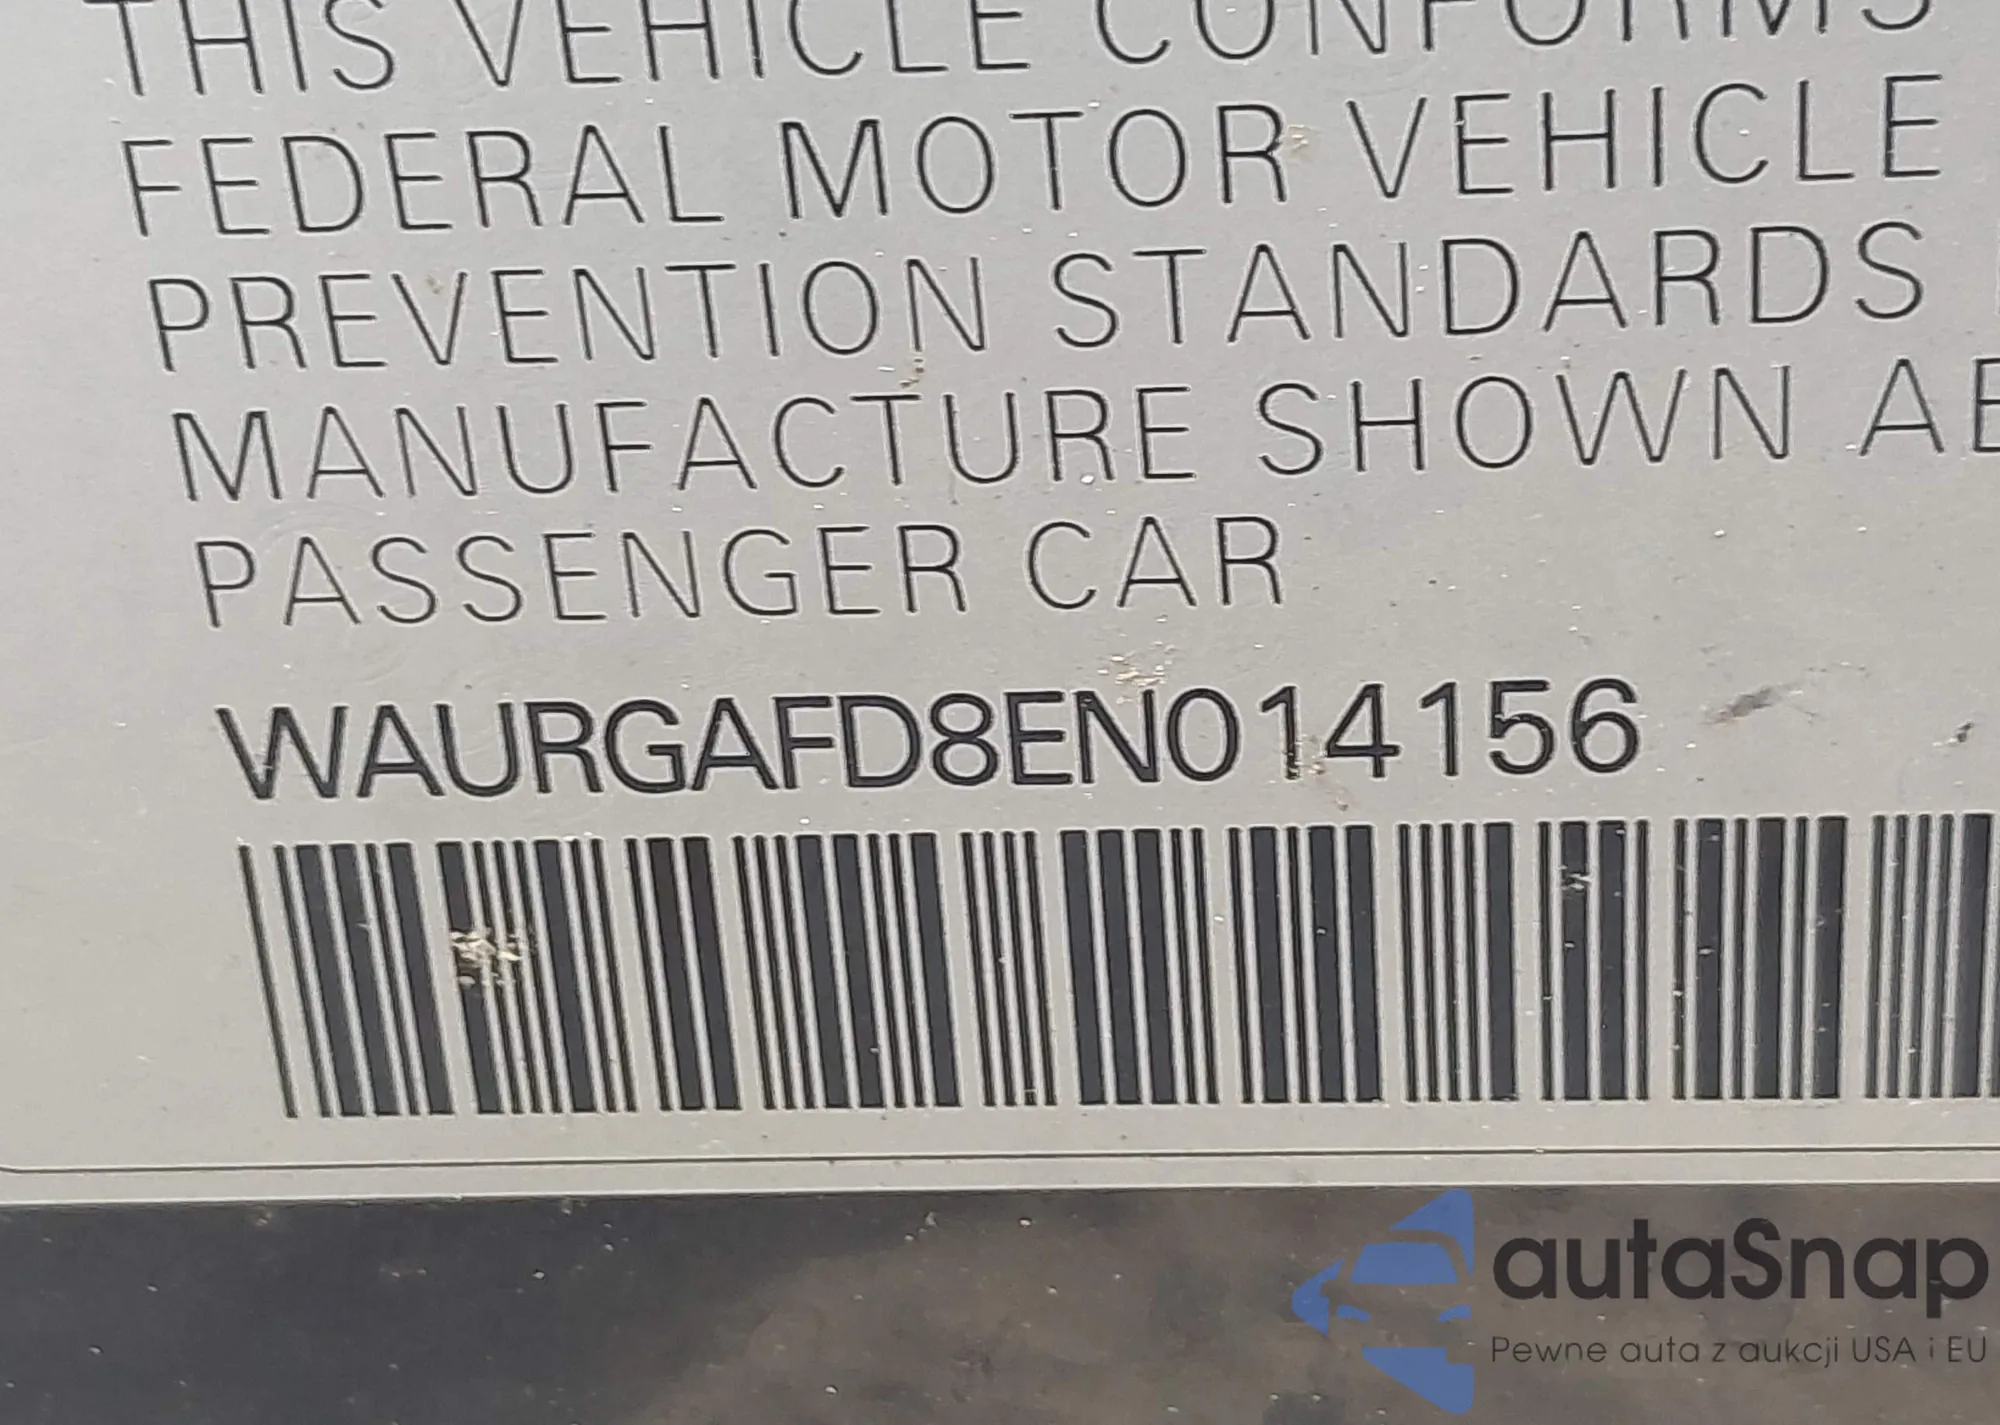 THIS VEHICLE CONFORMS
FEDERAL MOTOR VEHICLE
PREVENTION STANDARDS
MANUFACTURE SHOWN AB
PASSENGER CAR
WAURGAFD8EN014156
autaSnap
Pewne auta z aukcji USA i EU